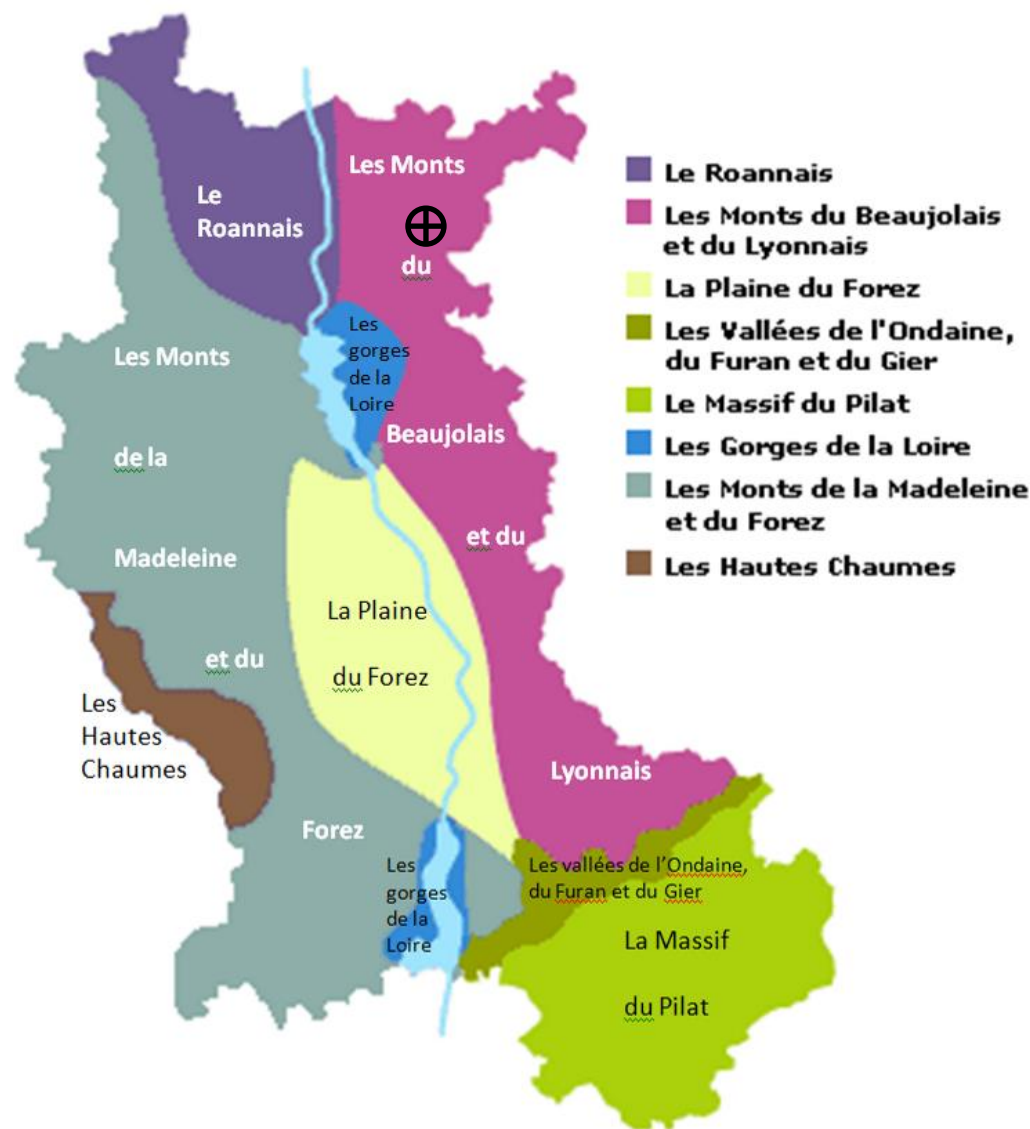 Les Monts
Le
Roannais
du
Les
gorges
de la
Loire
Les Monts
Beaujolais
de la
et du
Madeleine
La Plaine
et du
du Forez
Les
Hautes
Chaumes
Lyonnais
Forez
Les
gorges
de la
Loire
Les vallées de l'Ondaine,
du Furan et du Gier
La Massif
du Pilat
Le Roannais
Les Monts du Beaujolais
et du Lyonnais
La Plaine du Forez
Les Vallées de l'Ondaine,
du Furan et du Gier
Le Massif du Pilat
Les Gorges de la Loire
Les Monts de la Madeleine
et du Forez
Les Hautes Chaumes